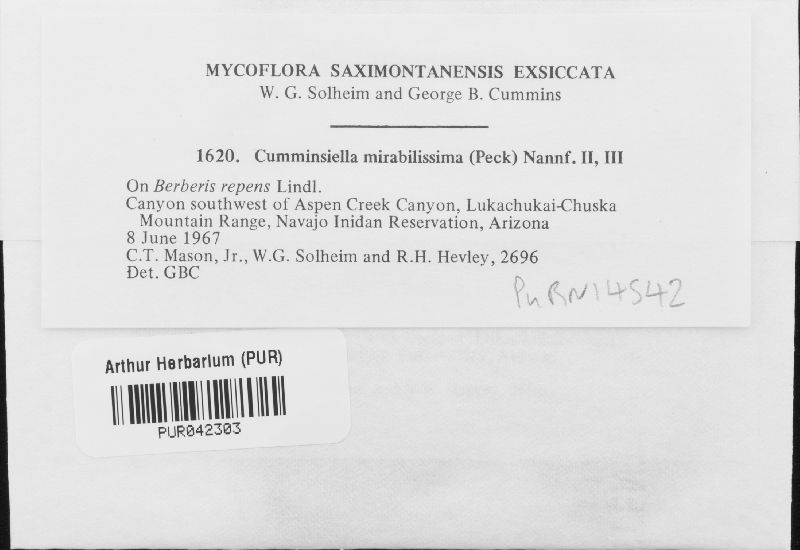 MYCOFLORA SAXIMONTANENSIS EXSICCATA
W. G. Solheim and George B. Cummins
1620. Cumminsiella mirabilissima (Peck) Nannf. II, III
On Berberis repens Lindl.
Canyon southwest of Aspen Creek Canyon, Lukachukai-Chuska
Mountain Range, Navajo Inidan Reservation, Arizona
8 June 1967
C.T. Mason, Jr., W.G. Solheim and R.H. Hevley, 2696
Det. GBC
PuRN14542
Arthur Herbarium (PUR)
PUR042303